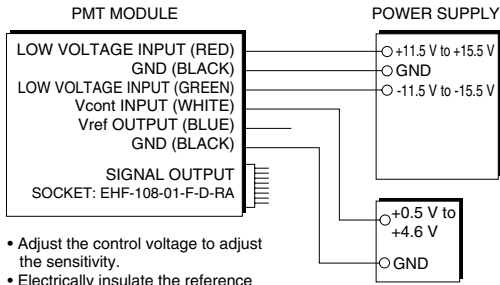 PMT MODULE
POWER SUPPLY
LOW VOLTAGE INPUT (RED)
GND (BLACK)
LOW VOLTAGE INPUT (GREEN)
Vcont INPUT (WHITE)
Vref OUTPUT (BLUE)
GND (BLACK)
SIGNAL OUTPUT
SOCKET: EHF-108-01-F-D-RA
+11.5 V to +15.5 V
GND
-11.5 V to -15.5 V
+0.5 V to
+4.6 V
GND
• Adjust the control voltage to adjust
the sensitivity.
• Electrically insulate the reference